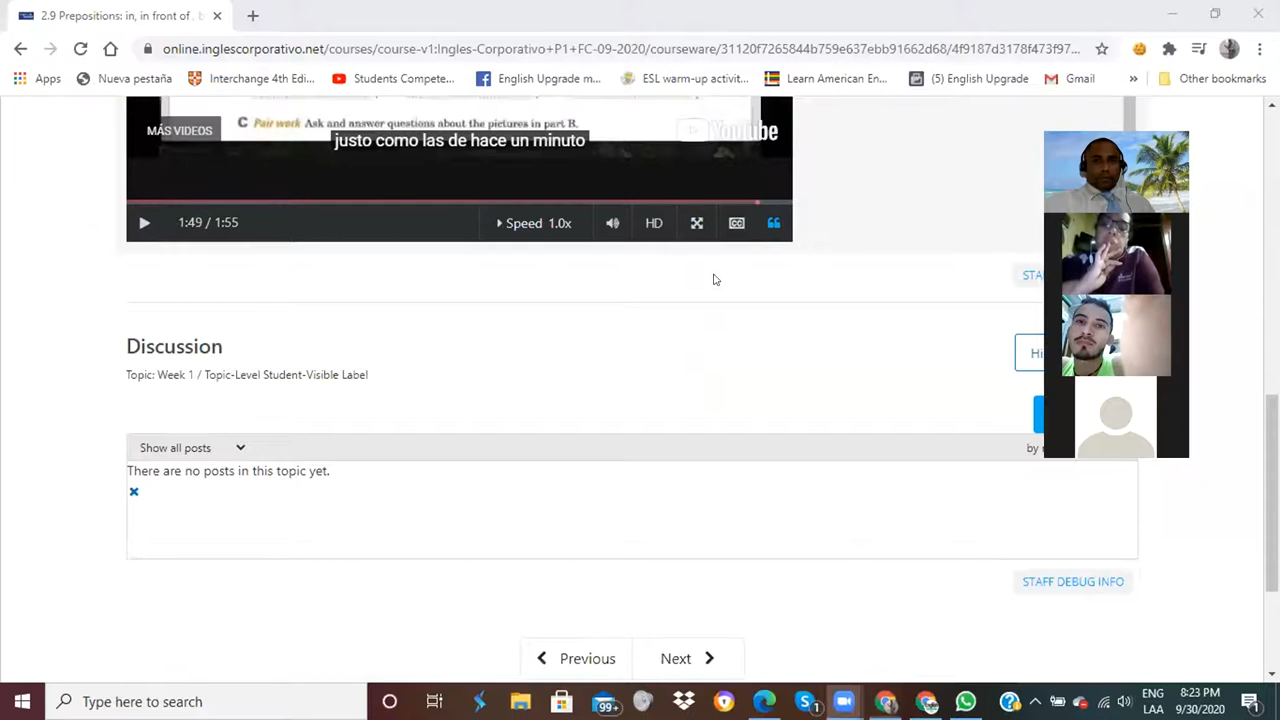 2.9 Prepositions: in, in front of,
online.inglescorporativo.net/courses/course-v1:Ingles-Corporativo+P1+FC-09-2020/courseware/31120f7265844b759e637ebb91662d68/4f9187d3178f473f97...
Apps Nueva pestaña Interchange 4th Edi... Students Compete... English Upgrade m... ESL warm-up activit... Learn American En... (5) English Upgrade Gmail » Other bookmarks
C Pair work Ask and answer questions about the pictures in part B.
MÁS VIDEOS
YouTube
justo como las de hace un minuto
1:49 / 1:55 Speed 1.0x HD
STA
Discussion
Hi
Topic: Week 1 / Topic-Level Student-Visible Label
Show all posts
by
There are no posts in this topic yet.
STAFF DEBUG INFO
Previous Next
Type here to search
99+
ENG
LAA
8:23 PM
9/30/2020